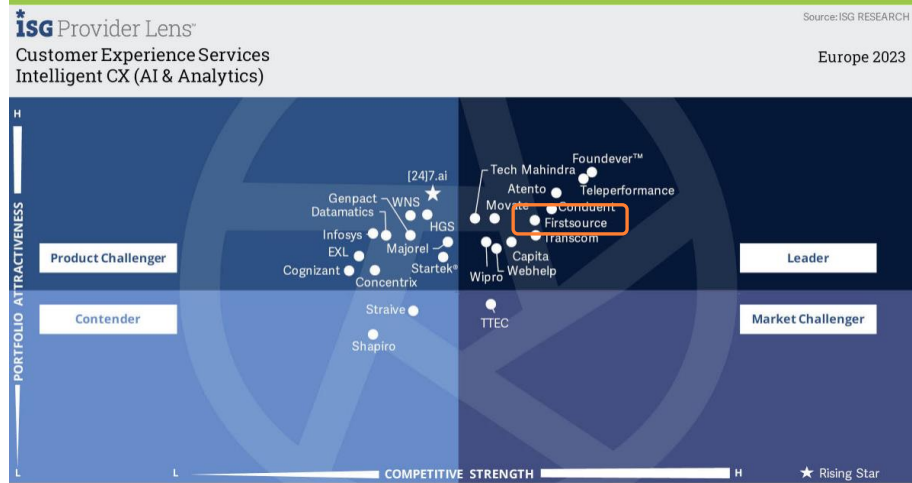 Source: ISG RESEARCH
ISG Provider Lens™
Customer Experience Services
Intelligent CX (AI & Analytics)
Europe 2023
H
PORTFOLIO ATTRACTIVENESS
L
Product Challenger
Leader
Contender
Market Challenger
Foundever™
Tech Mahindra
[24]7.ai
Atento
Teleperformance
Genpact
WNS
Movate
Conduent
Datamatics
HGS
Firstsource
Infosys
Majorel
Transcom
EXL
Capita
Cognizant
Startek®
Webhelp
Concentrix
Wipro
Straive
TTEC
Shapiro
L
COMPETITIVE STRENGTH
H
★ Rising Star